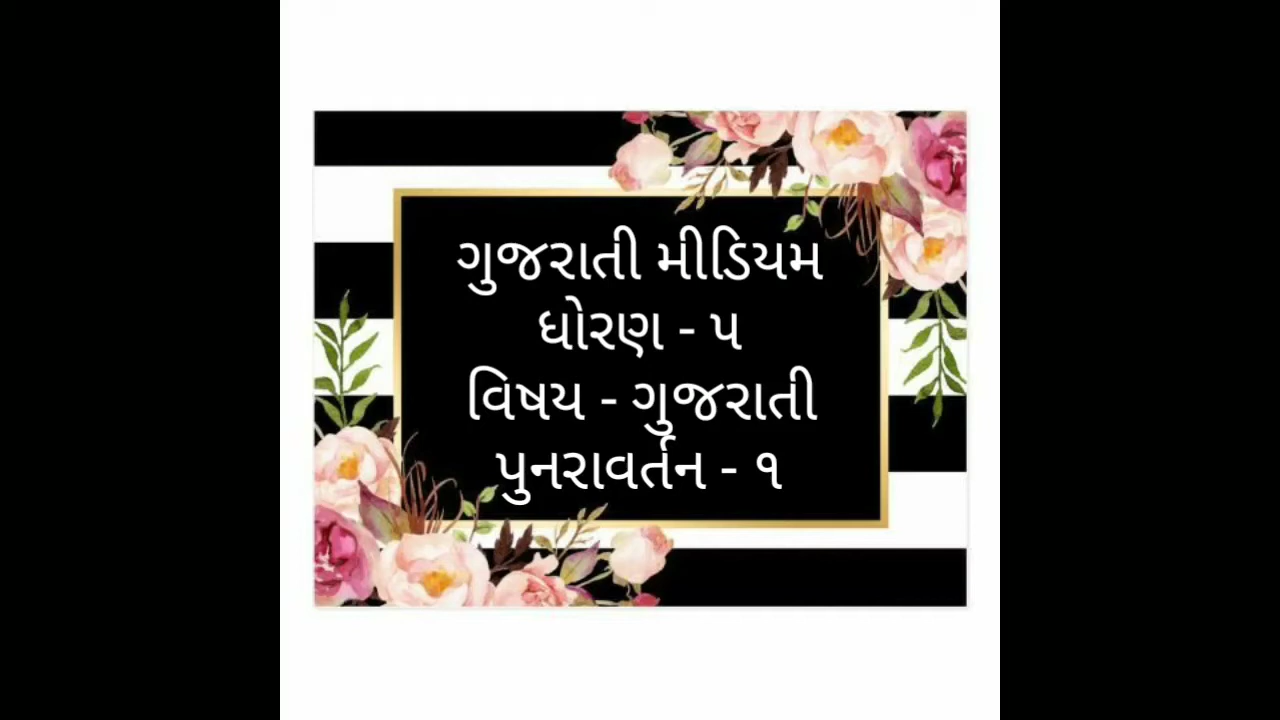 ગુજરાતી મીડિયમ
ધોરણ - ૫
વિષય - ગુજરાતી
પુનરાવર્તન - ૧